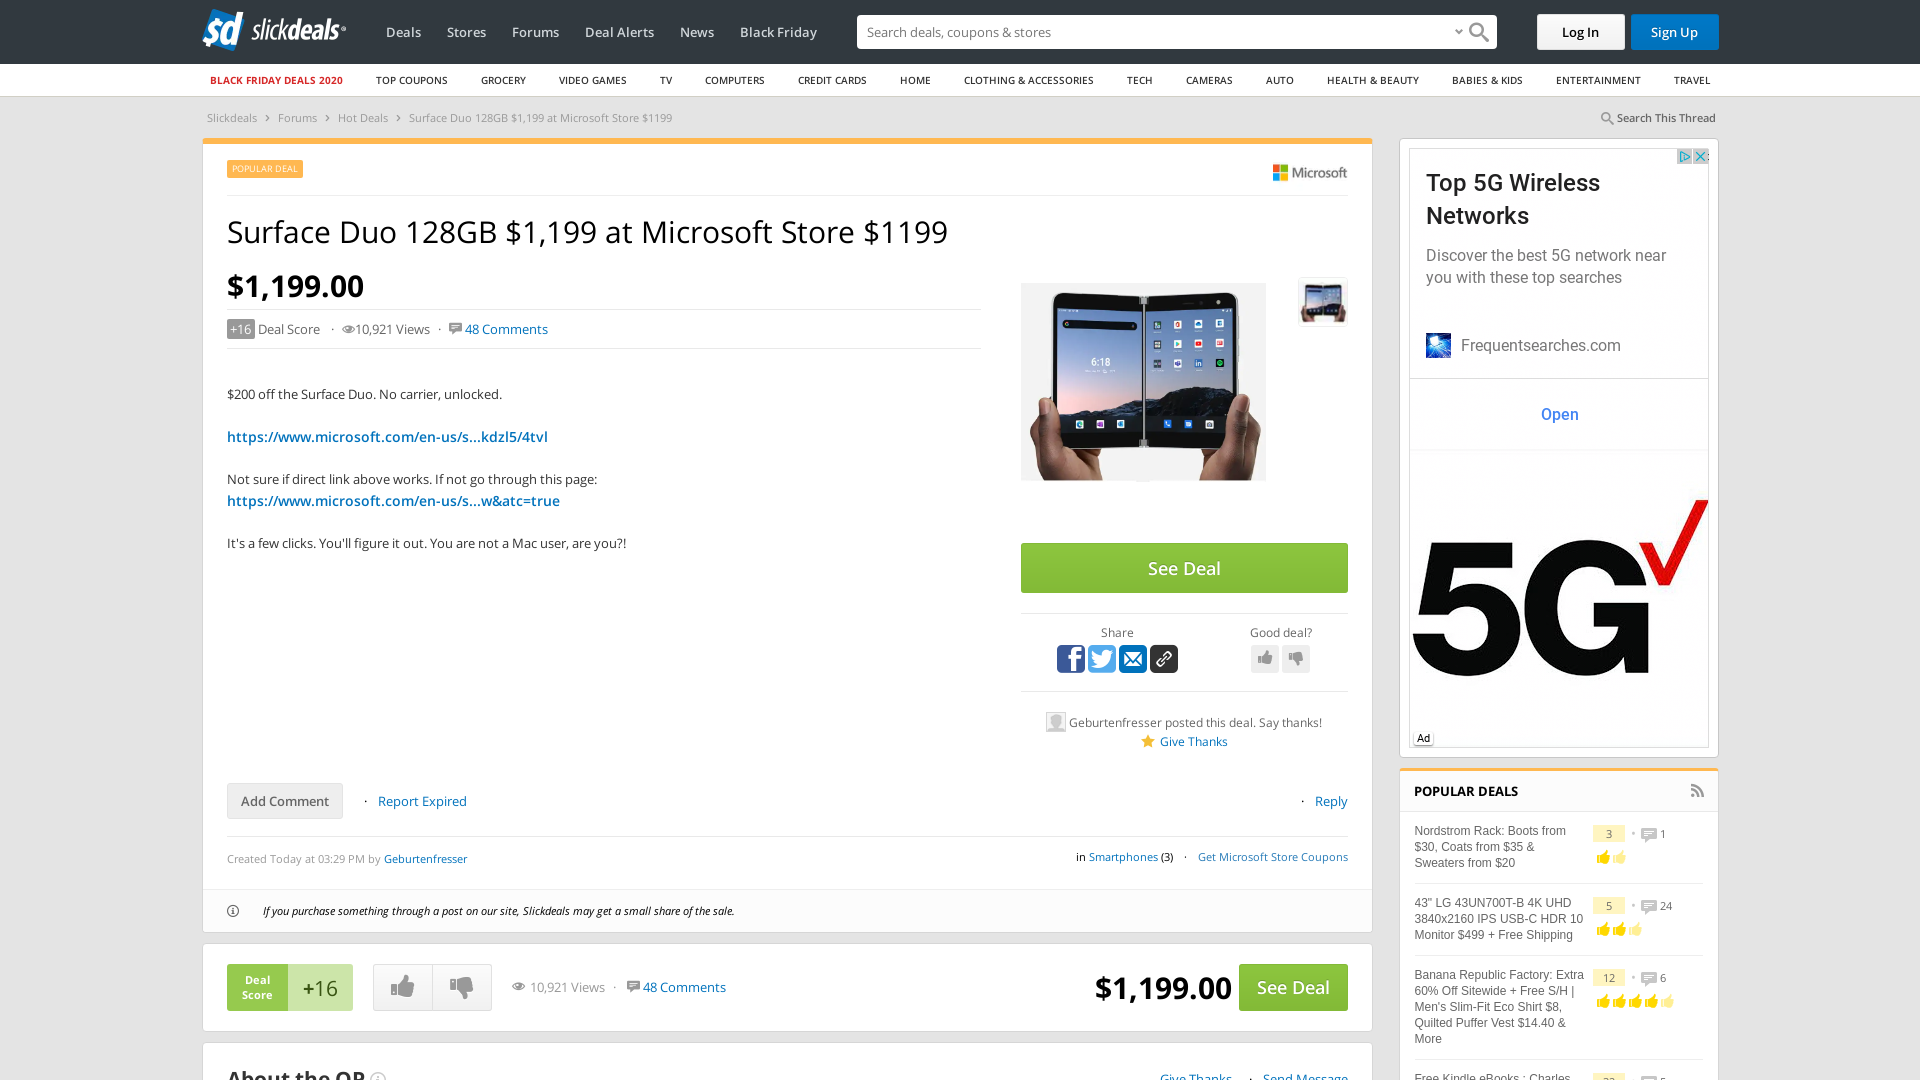 sd slickdeals
Deals Stores Forums Deal Alerts News Black Friday
Search deals, coupons & stores
Log In Sign Up
BLACK FRIDAY DEALS 2020 TOP COUPONS GROCERY VIDEO GAMES TV COMPUTERS CREDIT CARDS HOME CLOTHING & ACCESSORIES TECH CAMERAS AUTO HEALTH & BEAUTY BABIES & KIDS ENTERTAINMENT TRAVEL
Slickdeals > Forums > Hot Deals > Surface Duo 128GB $1,199 at Microsoft Store $1199
Search This Thread
POPULAR DEAL
Microsoft
Surface Duo 128GB $1,199 at Microsoft Store $1199
$1,199.00
+16 Deal Score · 10,921 Views · 48 Comments
6:18
$200 off the Surface Duo. No carrier, unlocked.
https://www.microsoft.com/en-us/s...kdzl5/4tvl
Not sure if direct link above works. If not go through this page:
https://www.microsoft.com/en-us/s...w&atc=true
It's a few clicks. You'll figure it out. You are not a Mac user, are you?!
See Deal
Share Good deal?
Geburtenfresser posted this deal. Say thanks!
Give Thanks
Add Comment · Report Expired · Reply
Created Today at 03:29 PM by Geburtenfresser
in Smartphones (3) · Get Microsoft Store Coupons
If you purchase something through a post on our site, Slickdeals may get a small share of the sale.
Deal
Score
+16
10,921 Views · 48 Comments
$1,199.00 See Deal
About the OP
Give Thanks · Send Message
Top 5G Wireless
Networks
Discover the best 5G network near
you with these top searches
Frequentsearches.com
Open
5G
Ad
POPULAR DEALS
Nordstrom Rack: Boots from
$30, Coats from $35 &
Sweaters from $20
3 • 1
43" LG 43UN700T-B 4K UHD
3840x2160 IPS USB-C HDR 10
Monitor $499 + Free Shipping
5 • 24
Banana Republic Factory: Extra
60% Off Sitewide + Free S/H |
Men's Slim-Fit Eco Shirt $8,
Quilted Puffer Vest $14.40 &
More
12 • 6
Free Kindle eBooks : Charles